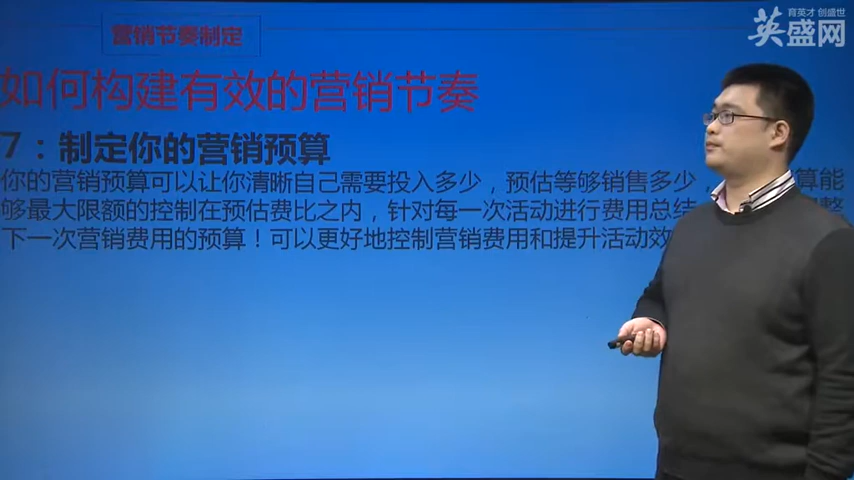 育英才 创盛世
英盛网
营销节奏制定
如何构建有效的营销节奏
7：制定你的营销预算
你的营销预算可以让你清晰自己需要投入多少，预估等够销售多少，
算能
够最大限额的控制在预估费比之内，针对每一次活动进行费用总结
整
下一次营销费用的预算！可以更好地控制营销费用和提升活动效